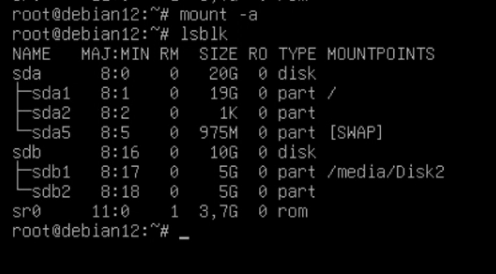 root@debian12:~# mount -a
root@debian12:~# lsblk
NAME   MAJ:MIN RM  SIZE RO TYPE MOUNTPOINTS
sda      8:0    0   20G  0 disk
├─sda1   8:1    0   19G  0 part /
├─sda2   8:2    0    1K  0 part
└─sda5   8:5    0  975M  0 part [SWAP]
sdb      8:16   0   10G  0 disk
├─sdb1   8:17   0    5G  0 part /media/Disk2
└─sdb2   8:18   0    5G  0 part
sr0     11:0    1  3,7G  0 rom
root@debian12:~# _